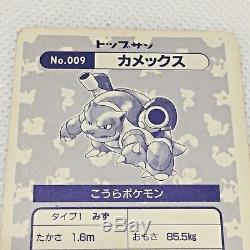 トップサン
No.009 カメックス
こうらポケモン
タイプ1 みず
たかさ 1.6m おもさ 85.5kg